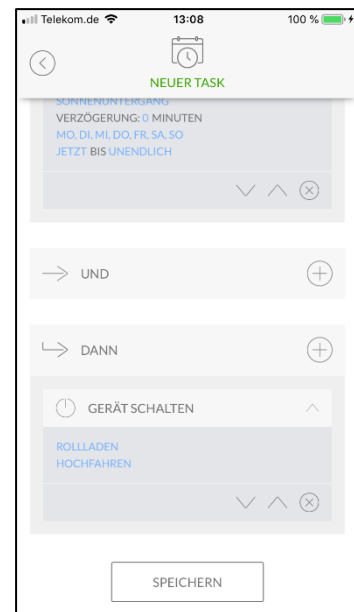 Telekom.de
13:08
100 %
NEUER TASK
SONNENUNTERGANG
VERZÖGERUNG: 0 MINUTEN
MO, DI, MI, DO, FR, SA, SO
JETZT BIS UNENDLICH
UND
DANN
GERÄT SCHALTEN
ROLLLADEN
HOCHFAHREN
SPEICHERN